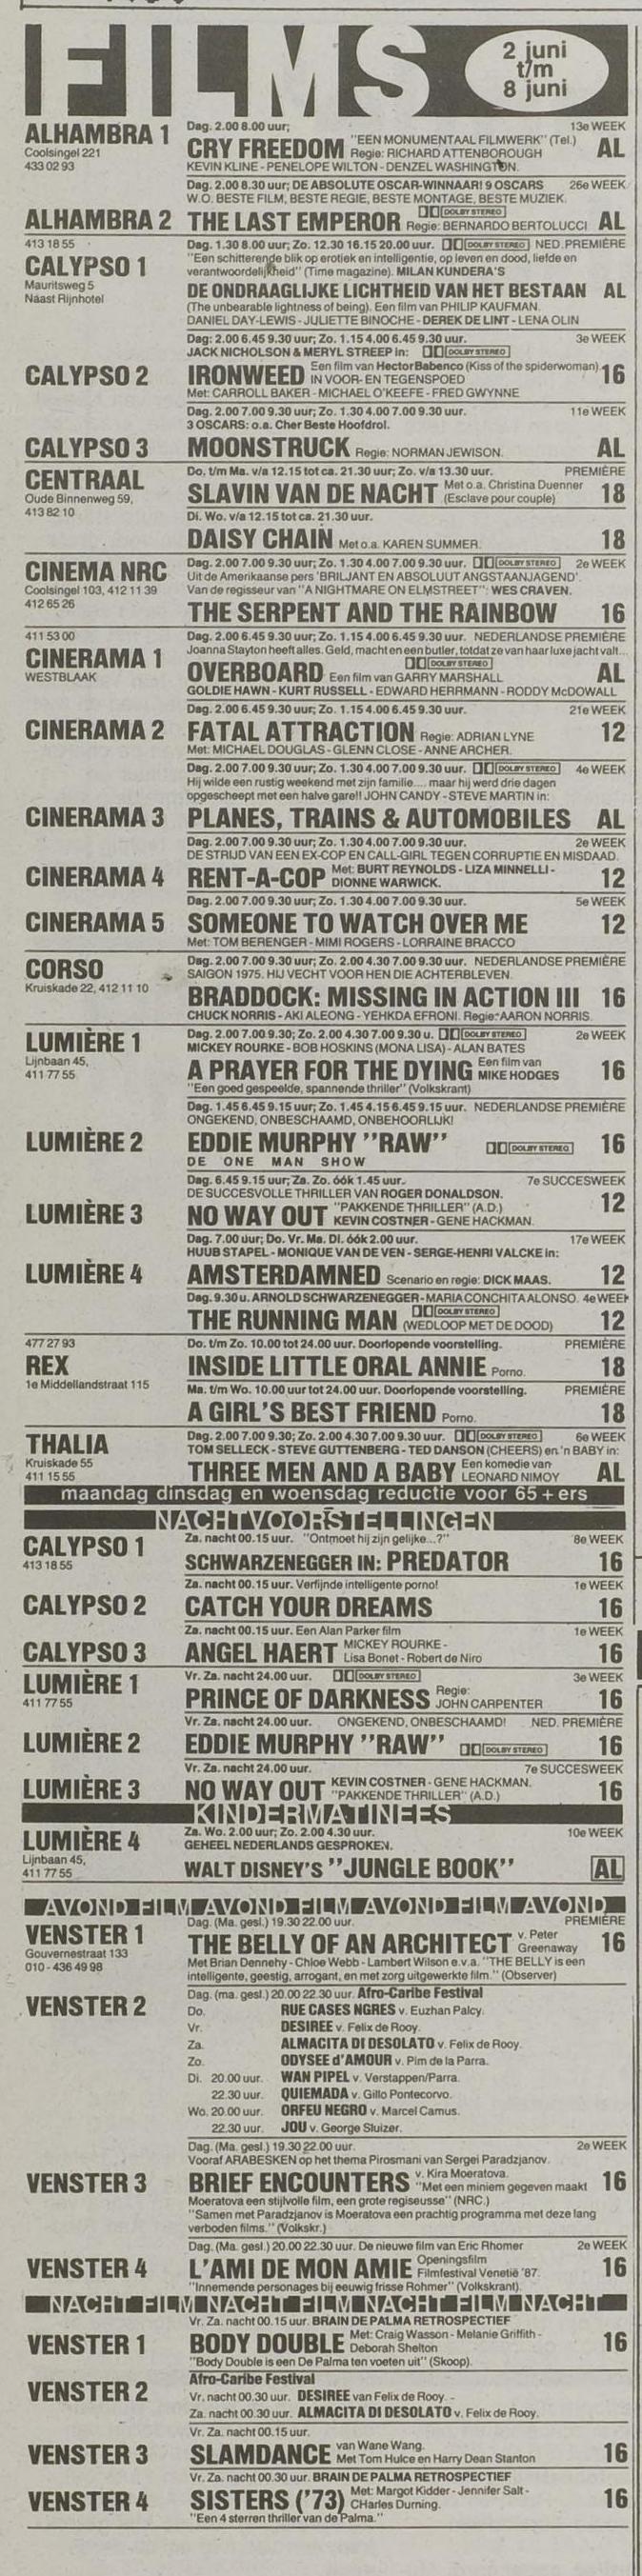 FILMS
2 juni
t/m
8 juni
ALHAMBRA 1
Coolsingel 221
433 02 93
Dag. 2.00 8.00 uur; 13e WEEK
"EEN MONUMENTAAL FILMWERK" (Tel.)
CRY FREEDOM Regie: RICHARD ATTENBOROUGH AL
KEVIN KLINE - PENELOPE WILTON - DENZEL WASHINGTON.
Dag. 2.00 8.30 uur; DE ABSOLUTE OSCAR-WINNAAR! 9 OSCARS 26e WEEK
W.O. BESTE FILM, BESTE REGIE, BESTE MONTAGE, BESTE MUZIEK.
DOLBY STEREO
ALHAMBRA 2 THE LAST EMPEROR Regie: BERNARDO BERTOLUCCI AL
413 18 55
CALYPSO 1
Mauritsweg 5
Naast Rijnhotel
Dag. 1.30 8.00 uur; Zo. 12.30 16.15 20.00 uur. DOLBY STEREO NED. PREMIÈRE
"Een schitterende blik op erotiek en intelligentie, op leven en dood, liefde en
verantwoordelijkheid" (Time magazine). MILAN KUNDERA'S
DE ONDRAAGLIJKE LICHTHEID VAN HET BESTAAN AL
(The unbearable lightness of being). Een film van PHILIP KAUFMAN.
DANIEL DAY-LEWIS - JULIETTE BINOCHE - DEREK DE LINT - LENA OLIN
Dag: 2.00 6.45 9.30 uur; Zo. 1.15 4.00 6.45 9.30 uur. 3e WEEK
JACK NICHOLSON & MERYL STREEP in: DOLBY STEREO
CALYPSO 2 IRONWEED Een film van Hector Babenco (Kiss of the spiderwoman) 16
IN VOOR- EN TEGENSPOED
Met: CARROLL BAKER - MICHAEL O'KEEFE - FRED GWYNNE
Dag. 2.00 7.00 9.30 uur; Zo. 1.30 4.00 7.00 9.30 uur. 11e WEEK
3 OSCARS: o.a. Cher Beste Hoofdrol.
CALYPSO 3 MOONSTRUCK Regie: NORMAN JEWISON. AL
CENTRAAL
Oude Binnenweg 59,
413 82 10
Do. t/m Ma. v/a 12.15 tot ca. 21.30 uur; Zo. v/a 13.30 uur. PREMIÈRE
SLAVIN VAN DE NACHT Met o.a. Christina Duenner 18
(Esclave pour couple)
Di. Wo. v/a 12.15 tot ca. 21.30 uur.
DAISY CHAIN Met o.a. KAREN SUMMER. 18
CINEMA NRC
Coolsingel 103, 412 11 39
412 65 26
Dag. 2.00 7.00 9.30 uur; Zo. 1.30 4.00 7.00 9.30 uur. DOLBY STEREO 2e WEEK
Uit de Amerikaanse pers 'BRILJANT EN ABSOLUUT ANGSTAANJAGEND'.
Van de regisseur van "A NIGHTMARE ON ELMSTREET": WES CRAVEN.
THE SERPENT AND THE RAINBOW 16
411 53 00
CINERAMA 1
WESTBLAAK
Dag. 2.00 6.45 9.30 uur; Zo. 1.15 4.00 6.45 9.30 uur. NEDERLANDSE PREMIÈRE
Joanna Stayton heeft alles. Geld, macht en een butler, totdat ze van haar luxe jacht valt...
DOLBY STEREO
OVERBOARD Een film van GARRY MARSHALL AL
GOLDIE HAWN - KURT RUSSELL - EDWARD HERRMANN - RODDY McDOWALL
Dag. 2.00 6.45 9.30 uur; Zo. 1.15 4.00 6.45 9.30 uur. 21e WEEK
CINERAMA 2 FATAL ATTRACTION Regie: ADRIAN LYNE 12
Met: MICHAEL DOUGLAS - GLENN CLOSE - ANNE ARCHER.
Dag. 2.00 7.00 9.30 uur; Zo. 1.30 4.00 7.00 9.30 uur. DOLBY STEREO 4e WEEK
Hij wilde een rustig weekend met zijn familie.... maar hij werd drie dagen
opgescheept met een halve gare!! JOHN CANDY - STEVE MARTIN in:
CINERAMA 3 PLANES, TRAINS & AUTOMOBILES AL
Dag. 2.00 7.00 9.30 uur; Zo. 1.30 4.00 7.00 9.30 uur. 2e WEEK
DE STRIJD VAN EEN EX-COP EN CALL-GIRL TEGEN CORRUPTIE EN MISDAAD.
CINERAMA 4 RENT-A-COP Met: BURT REYNOLDS - LIZA MINNELLI - 12
DIONNE WARWICK.
Dag. 2.00 7.00 9.30 uur; Zo. 1.30 4.00 7.00 9.30 uur. 5e WEEK
CINERAMA 5 SOMEONE TO WATCH OVER ME 12
Met: TOM BERENGER - MIMI ROGERS - LORRAINE BRACCO
CORSO
Kruiskade 22, 412 11 10
Dag. 2.00 7.00 9.30 uur; Zo. 2.00 4.30 7.00 9.30 uur. NEDERLANDSE PREMIÈRE
SAIGON 1975. HIJ VECHT VOOR HEN DIE ACHTERBLEVEN.
BRADDOCK: MISSING IN ACTION III 16
CHUCK NORRIS - AKI ALEONG - YEHKDA EFRONI. Regie: AARON NORRIS.
LUMIÈRE 1
Lijnbaan 45,
411 77 55
Dag. 2.00 7.00 9.30; Zo. 2.00 4.30 7.00 9.30 u. DOLBY STEREO 2e WEEK
MICKEY ROURKE - BOB HOSKINS (MONA LISA) - ALAN BATES
A PRAYER FOR THE DYING Een film van 16
MIKE HODGES
"Een goed gespeelde, spannende thriller" (Volkskrant)
Dag. 1.45 6.45 9.15 uur; Zo. 1.45 4.15 6.45 9.15 uur. NEDERLANDSE PREMIÈRE
ONGEKEND, ONBESCHAAMD, ONBEHOORLIJK!
LUMIÈRE 2 EDDIE MURPHY "RAW" DOLBY STEREO 16
DE ONE MAN SHOW
Dag. 6.45 9.15 uur; Za. Zo. óók 1.45 uur. 7e SUCCESWEEK
DE SUCCESVOLLE THRILLER VAN ROGER DONALDSON.
LUMIÈRE 3 NO WAY OUT "PAKKENDE THRILLER" (A.D.) 12
KEVIN COSTNER - GENE HACKMAN.
Dag. 7.00 uur; Do. Vr. Ma. Di. óók 2.00 uur. 17e WEEK
HUUB STAPEL - MONIQUE VAN DE VEN - SERGE-HENRI VALCKE in:
LUMIÈRE 4 AMSTERDAMNED Scenario en regie: DICK MAAS. 12
Dag. 9.30 u. ARNOLD SCHWARZENEGGER - MARIA CONCHITA ALONSO. 4e WEEK
DOLBY STEREO
THE RUNNING MAN (WEDLOOP MET DE DOOD) 12
477 27 93
REX
1e Middellandstraat 115
Do. t/m Zo. 10.00 tot 24.00 uur. Doorlopende voorstelling. PREMIÈRE
INSIDE LITTLE ORAL ANNIE Porno. 18
Ma. t/m Wo. 10.00 uur tot 24.00 uur. Doorlopende voorstelling. PREMIÈRE
A GIRL'S BEST FRIEND Porno. 18
THALIA
Kruiskade 55
411 15 55
Dag. 2.00 7.00 9.30; Zo. 2.00 4.30 7.00 9.30 uur. DOLBY STEREO 6e WEEK
TOM SELLECK - STEVE GUTTENBERG - TED DANSON (CHEERS) en 'n BABY in:
THREE MEN AND A BABY Een komedie van AL
LEONARD NIMOY
maandag dinsdag en woensdag reductie voor 65+ers
NACHTVOORSTELLINGEN
CALYPSO 1
413 18 55
Za. nacht 00.15 uur. "Ontmoet hij zijn gelijke...?" 8e WEEK
SCHWARZENEGGER IN: PREDATOR 16
Za. nacht 00.15 uur. Verfijnde intelligente porno! 1e WEEK
CALYPSO 2 CATCH YOUR DREAMS 16
Za. nacht 00.15 uur. Een Alan Parker film 1e WEEK
CALYPSO 3 ANGEL HAERT MICKEY ROURKE - 16
Lisa Bonet - Robert de Niro
LUMIÈRE 1
411 77 55
Vr. Za. nacht 24.00 uur. DOLBY STEREO 3e WEEK
PRINCE OF DARKNESS Regie: 16
JOHN CARPENTER
Vr. Za. nacht 24.00 uur. ONGEKEND, ONBESCHAAMD! NED. PREMIÈRE
LUMIÈRE 2 EDDIE MURPHY "RAW" DOLBY STEREO 16
Vr. Za. nacht 24.00 uur. 7e SUCCESWEEK
LUMIÈRE 3 NO WAY OUT KEVIN COSTNER - GENE HACKMAN. 16
"PAKKENDE THRILLER" (A.D.)
KINDERMATINEES
LUMIÈRE 4
Lijnbaan 45,
411 77 55
Za. Wo. 2.00 uur; Zo. 2.00 4.30 uur. 10e WEEK
GEHEEL NEDERLANDS GESPROKEN.
WALT DISNEY'S "JUNGLE BOOK" AL
AVOND FILM AVOND FILM AVOND FILM AVOND
VENSTER 1
Gouvernestraat 133
010 - 436 49 98
Dag. (Ma. gesl.) 19.30 22.00 uur. PREMIÈRE
THE BELLY OF AN ARCHITECT v. Peter 16
Greenaway
Met Brian Dennehy - Chloe Webb - Lambert Wilson e.v.a. "THE BELLY is een
intelligente, geestig, arrogant, en met zorg uitgewerkte film." (Observer)
VENSTER 2
Dag. (ma. gesl.) 20.00 22.30 uur. Afro-Caribe Festival
Do. RUE CASES NGRES v. Euzhan Palcy.
Vr. DESIREE v. Felix de Rooy.
Za. ALMACITA DI DESOLATO v. Felix de Rooy.
Zo. ODYSEE d'AMOUR v. Pim de la Parra.
Di. 20.00 uur. WAN PIPEL v. Verstappen/Parra.
22.30 uur. QUIEMADA v. Gillo Pontecorvo.
Wo. 20.00 uur. ORFEU NEGRO v. Marcel Camus.
22.30 uur. JOU v. George Sluizer.
Dag. (Ma. gesl.) 19.30 22.00 uur. 2e WEEK
Vooraf ARABESKEN op het thema Pirosmani van Sergei Paradzjanov.
VENSTER 3 BRIEF ENCOUNTERS v. Kira Moeratova. 16
"Met een miniem gegeven maakt
Moeratova een stijlvolle film, een grote regiseusse" (NRC.)
"Samen met Paradzjanov is Moeratova een prachtig programma met deze lang
verboden films." (Volkskr.)
Dag. (Ma. gesl.) 20.00 22.30 uur. De nieuwe film van Eric Rhomer 2e WEEK
VENSTER 4 L'AMI DE MON AMIE Openingsfilm 16
Filmfestival Venetië '87.
"Innemende personages bij eeuwig frisse Rohmer" (Volkskrant).
NACHT FILM NACHT FILM NACHT FILM NACHT
Vr. Za. nacht 00.15 uur. BRAIN DE PALMA RETROSPECTIEF
VENSTER 1 BODY DOUBLE Met: Craig Wasson - Melanie Griffith - 16
Deborah Shelton
"Body Double is een De Palma ten voeten uit" (Skoop).
VENSTER 2
Afro-Caribe Festival
Vr. nacht 00.30 uur. DESIREE van Felix de Rooy. -
Za. nacht 00.30 uur. ALMACITA DI DESOLATO v. Felix de Rooy.
Vr. Za. nacht 00.15 uur.
VENSTER 3 SLAMDANCE van Wane Wang. 16
Met Tom Hulce en Harry Dean Stanton
Vr. Za. nacht 00.30 uur. BRAIN DE PALMA RETROSPECTIEF
VENSTER 4 SISTERS ('73) Met: Margot Kidder - Jennifer Salt - 16
CHarles Durning.
"Een 4 sterren thriller van de Palma."